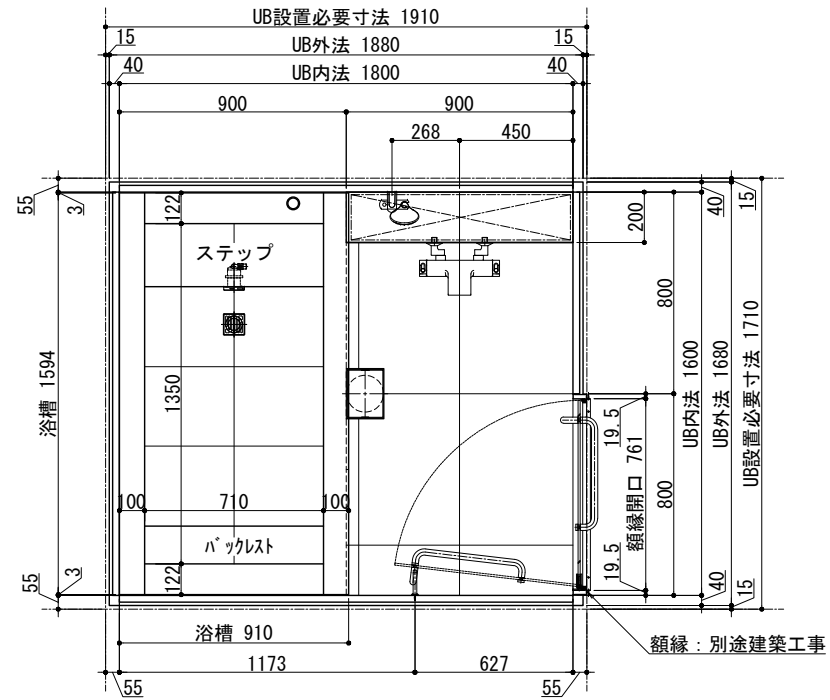 UB設置必要寸法 1910
15 UB外法 1880 15
40 UB内法 1800 40
900 900
268 450
55
3
122
200
40
15
ステップ
800
浴槽 1594
1350
19.5
額縁開口 761
UB内法 1600
UB外法 1680
UB設置必要寸法 1710
100 710 100
800
バックレスト
19.5
122
3
55
40
15
浴槽 910
額縁：別途建築工事
1173 627
55 55